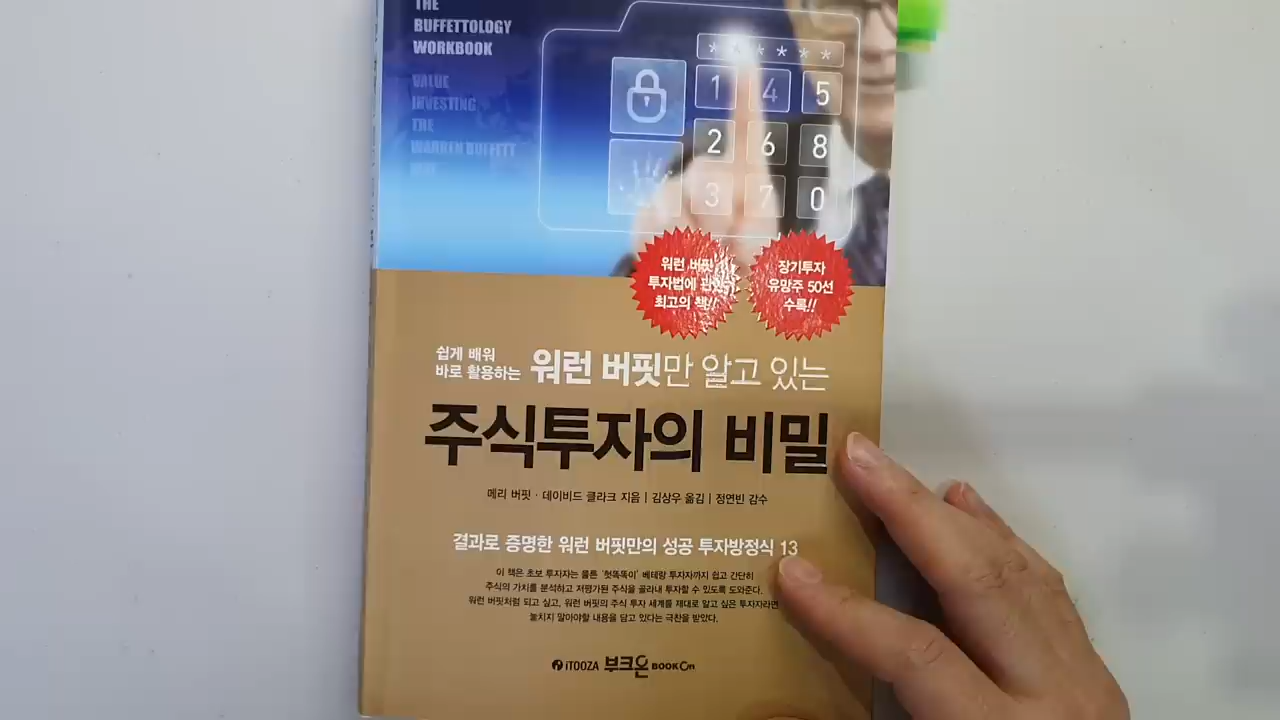 THE
BUFFETTOLOGY
WORKBOOK
VALUE
INVESTING
THE
WARREN BUFFETT
WAY
* * * * * *
1 4 5
2 6 8
3 7 0
워런 버핏
투자법에
최고의 책!!
장기투자
유망주 50선
수록!!
쉽게 배워
바로 활용하는
워런 버핏만 알고 있는
주식투자의 비밀
메리 버핏 · 데이비드 클라크 지음 | 김상우 옮김 | 정연빈 감수
결과로 증명한 워런 버핏만의 성공 투자방정식 13
이 책은 초보 투자자는 물론 '헛똑똑이' 베테랑 투자자까지 쉽고 간단히
주식의 가치를 분석하고 저평가된 주식을 골라내 투자할 수 있도록 도와준다.
워런 버핏처럼 되고 싶고, 워런 버핏의 주식 투자 세계를 제대로 알고 싶은 투자자라면
놓치지 말아야할 내용을 담고 있다는 극찬을 받았다.
iTOOZA 부크온 BOOKOn